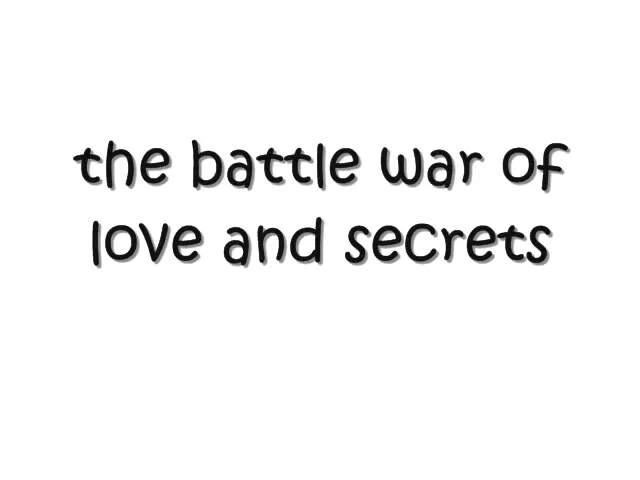 the battle war of
love and secrets